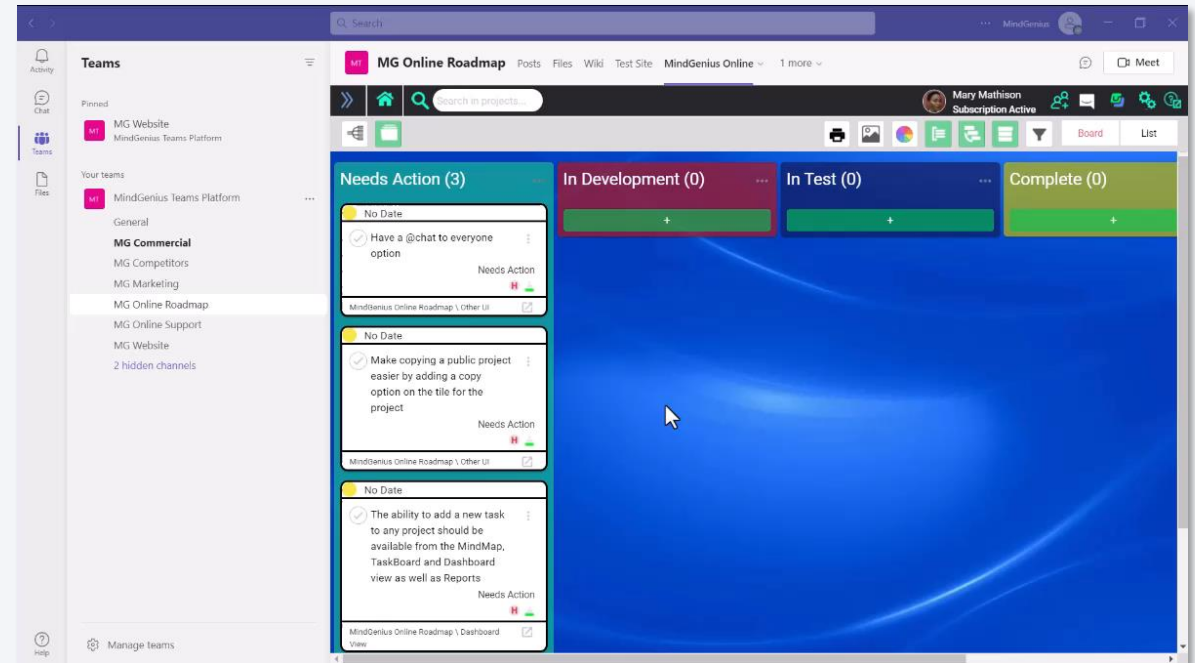 Search
MindGenius
Activity
Chat
Teams
Files
Help
Teams
Pinned
MT
MG Website
MindGenius Teams Platform
Your teams
MT
MindGenius Teams Platform
General
MG Commercial
MG Competitors
MG Marketing
MG Online Roadmap
MG Online Support
MG Website
2 hidden channels
Manage teams
MT MG Online Roadmap Posts Files Wiki Test Site MindGenius Online 1 more Meet
Search in projects...
Mary Mathison
Subscription Active
Board List
Needs Action (3)
No Date
Have a @chat to everyone
option
Needs Action
H
MindGenius Online Roadmap \ Other UI
No Date
Make copying a public project
easier by adding a copy
option on the tile for the
project
Needs Action
H
MindGenius Online Roadmap \ Other UI
No Date
The ability to add a new task
to any project should be
available from the MindMap,
TaskBoard and Dashboard
view as well as Reports
Needs Action
H
MindGenius Online Roadmap \ Dashboard
View
In Development (0)
+
In Test (0)
+
Complete (0)
+